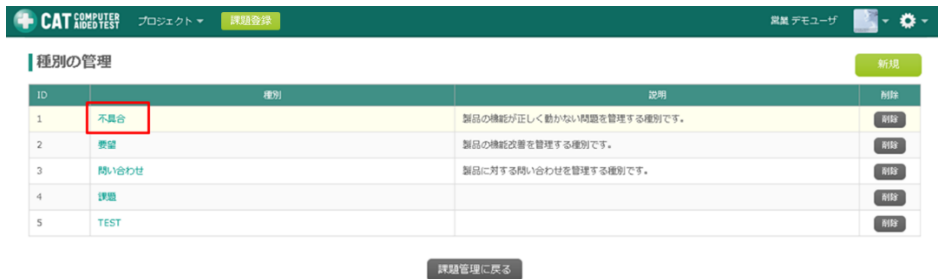 CAT COMPUTER AIDED TEST プロジェクト 課題登録 デモユーザ
種別の管理 新規
ID 種別 説明 削除
1 不具合 製品の機能が正しく動かない問題を管理する種別です。 削除
2 要望 製品の機能改善を管理する種別です。 削除
3 問い合わせ 製品に対する問い合わせを管理する種別です。 削除
4 課題 削除
5 TEST 削除
課題管理に戻る